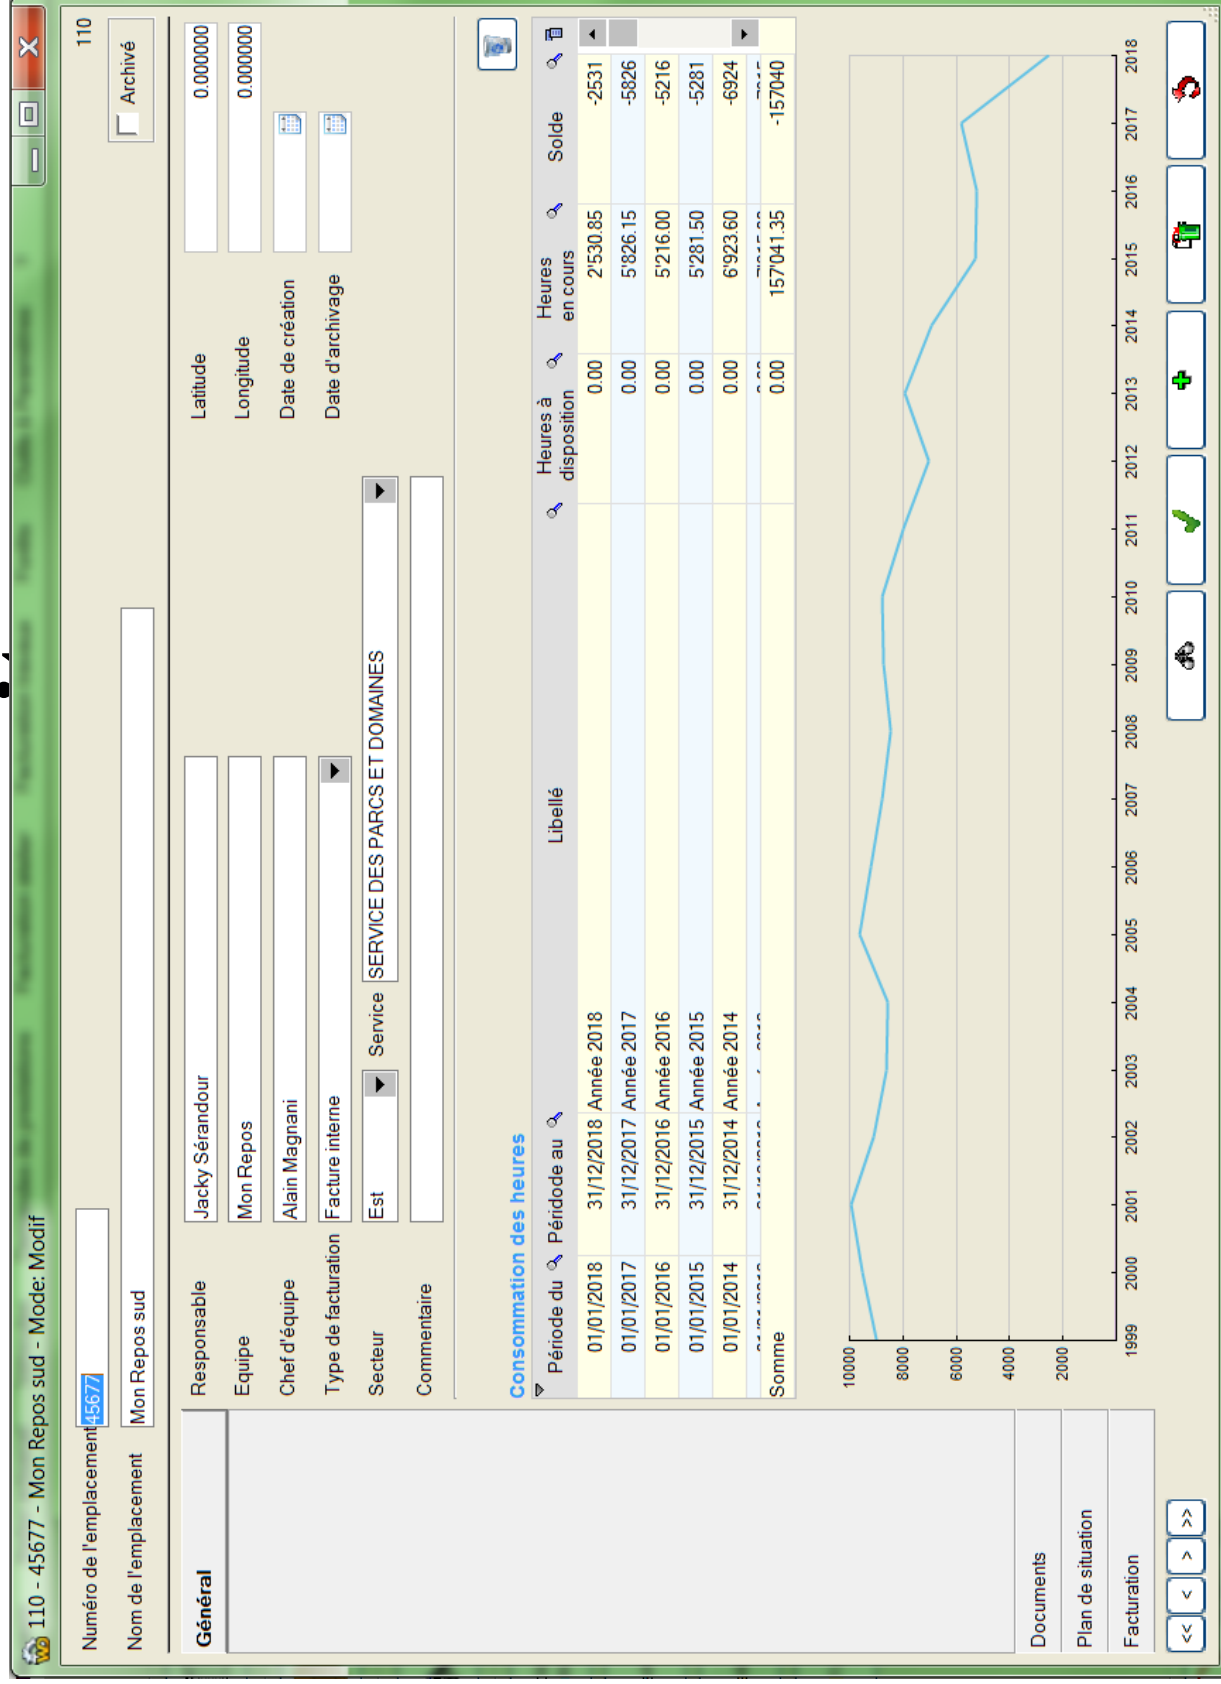 110 - 45677 - Mon Repos sud - Mode: Modif
Numéro de l'emplacement 45677 110
Nom de l'emplacement Mon Repos sud Archivé
Général
Responsable Jacky Sérandour Latitude 0.000000
Equipe Mon Repos Longitude 0.000000
Chef d'équipe Alain Magnani Date de création
Type de facturation Facture interne Date d'archivage
Secteur Est Service SERVICE DES PARCS ET DOMAINES
Commentaire
Consommation des heures
Période du Péridode au Libellé Heures à disposition Heures en cours Solde
01/01/2018 31/12/2018 Année 2018 0.00 2'530.85 -2531
01/01/2017 31/12/2017 Année 2017 0.00 5'826.15 -5826
01/01/2016 31/12/2016 Année 2016 0.00 5'216.00 -5216
01/01/2015 31/12/2015 Année 2015 0.00 5'281.50 -5281
01/01/2014 31/12/2014 Année 2014 0.00 6'923.60 -6924
Somme 0.00 157'041.35 -157040
10000
8000
6000
4000
2000
1999 2000 2001 2002 2003 2004 2005 2006 2007 2008 2009 2010 2011 2012 2013 2014 2015 2016 2017 2018
Documents
Plan de situation
Facturation
<< < > >>